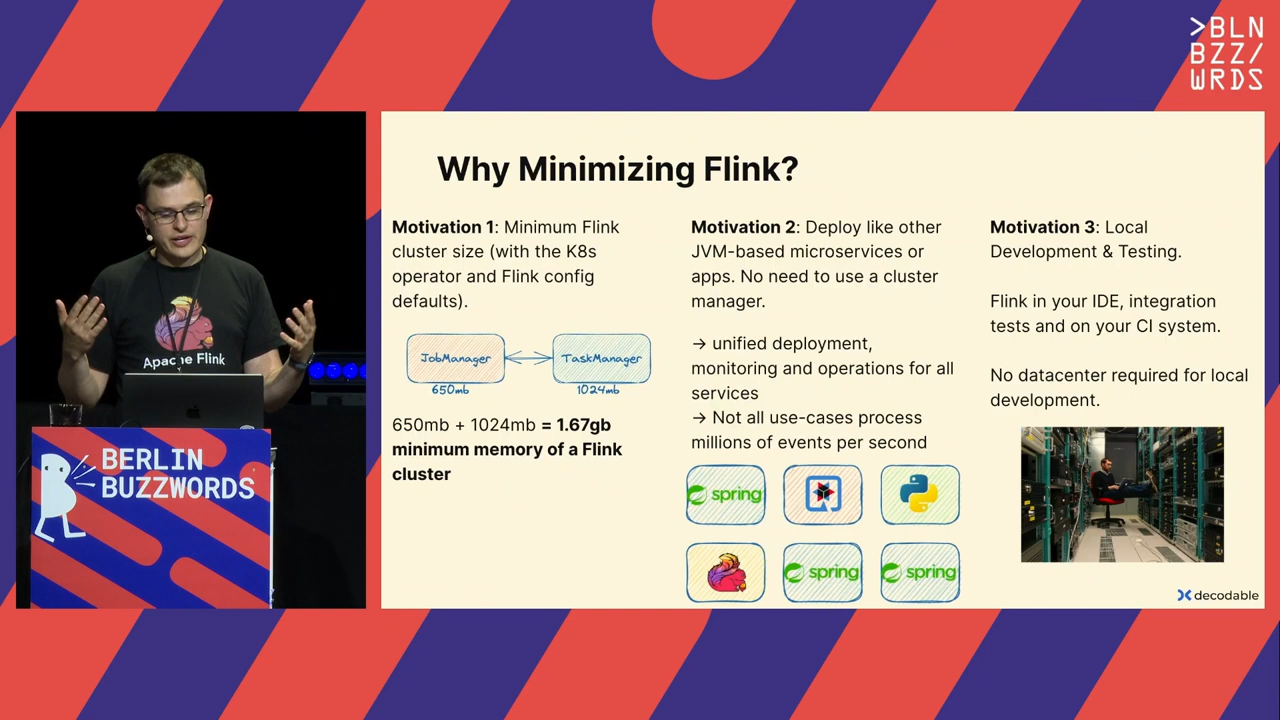 >BLN
BZZ/
WRDS
Why Minimizing Flink?
Motivation 1: Minimum Flink
cluster size (with the K8s
operator and Flink config
defaults).
JobManager
TaskManager
650mb
1024mb
650mb + 1024mb = 1.67gb
minimum memory of a Flink
cluster
Motivation 2: Deploy like other
JVM-based microservices or
apps. No need to use a cluster
manager.
→ unified deployment,
monitoring and operations for all
services
→ Not all use-cases process
millions of events per second
spring
spring
spring
Motivation 3: Local
Development & Testing.
Flink in your IDE, integration
tests and on your CI system.
No datacenter required for local
development.
decodable
Apache Flink
BERLIN
BUZZWORDS